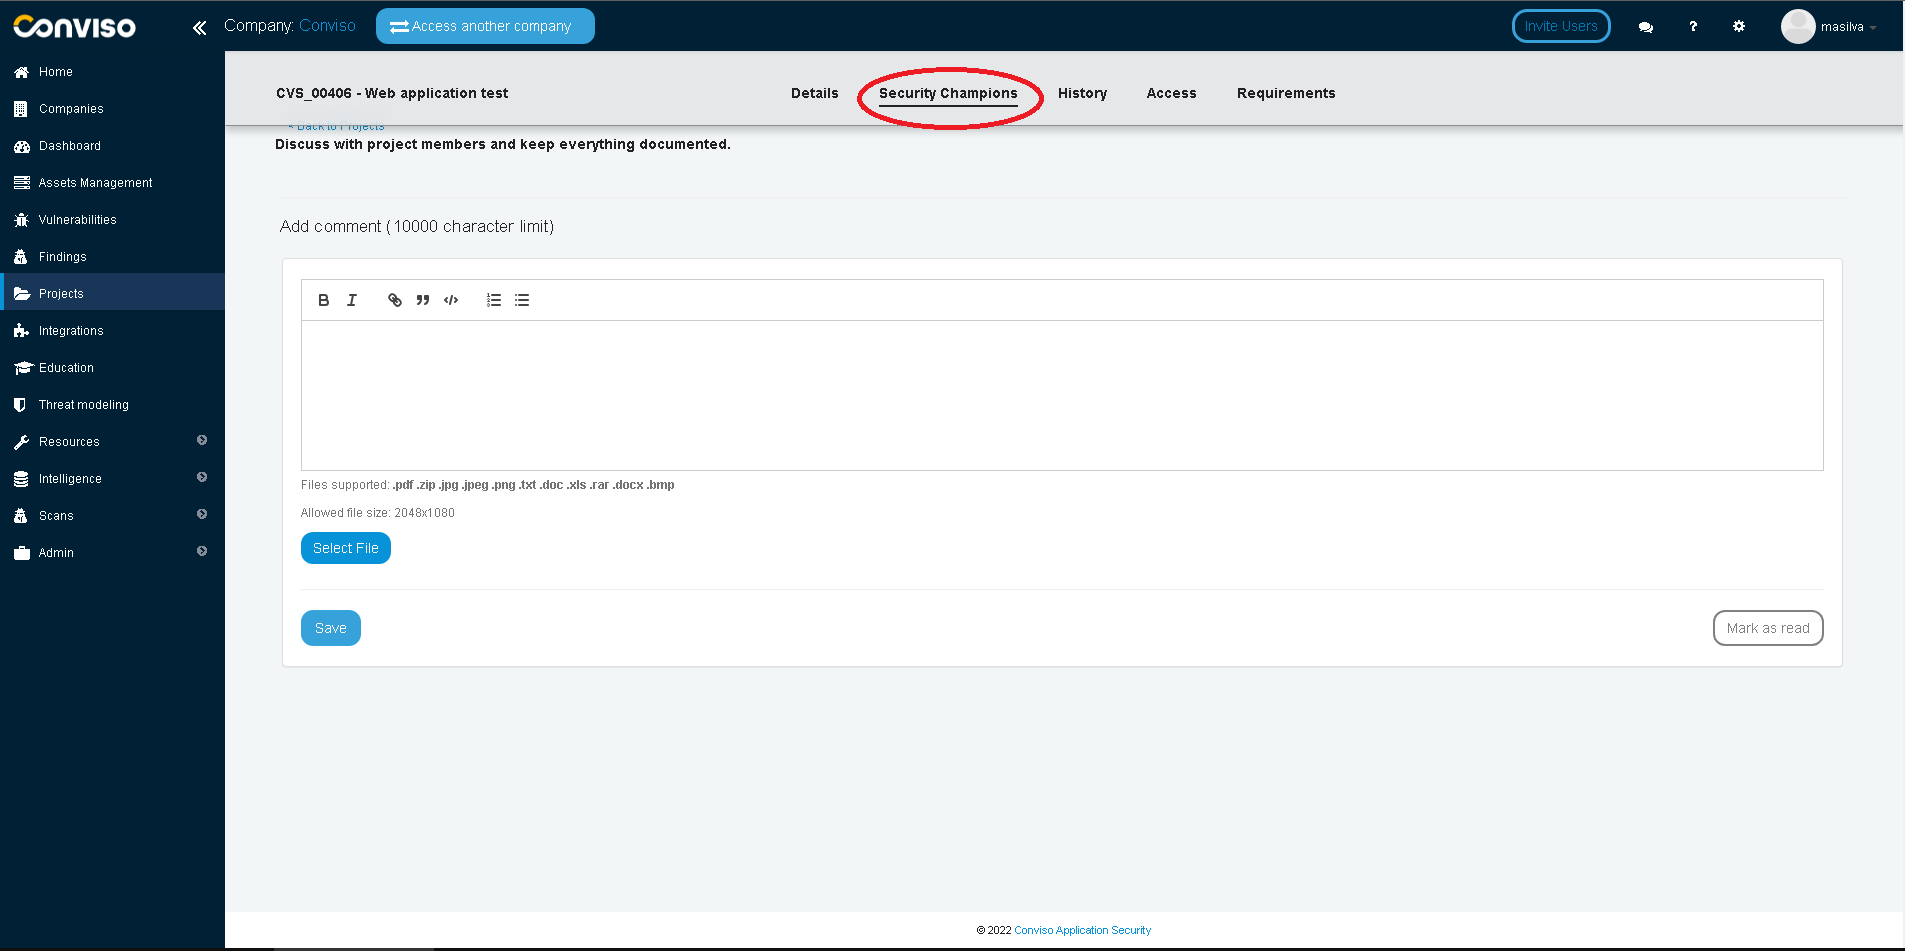 Conviso
Company: Conviso
Access another company
Invite Users
?
masilva
Home
Companies
Dashboard
Assets Management
Vulnerabilities
Findings
Projects
Integrations
Education
Threat modeling
Resources
Intelligence
Scans
Admin
CVS_00406 - Web application test
Details
Security Champions
History
Access
Requirements
< Back to Projects
Discuss with project members and keep everything documented.
Add comment (10000 character limit)
Files supported: .pdf .zip .jpg .jpeg .png .txt .doc .xls .rar .docx .bmp
Allowed file size: 2048x1080
Select File
Save
Mark as read
© 2022 Conviso Application Security